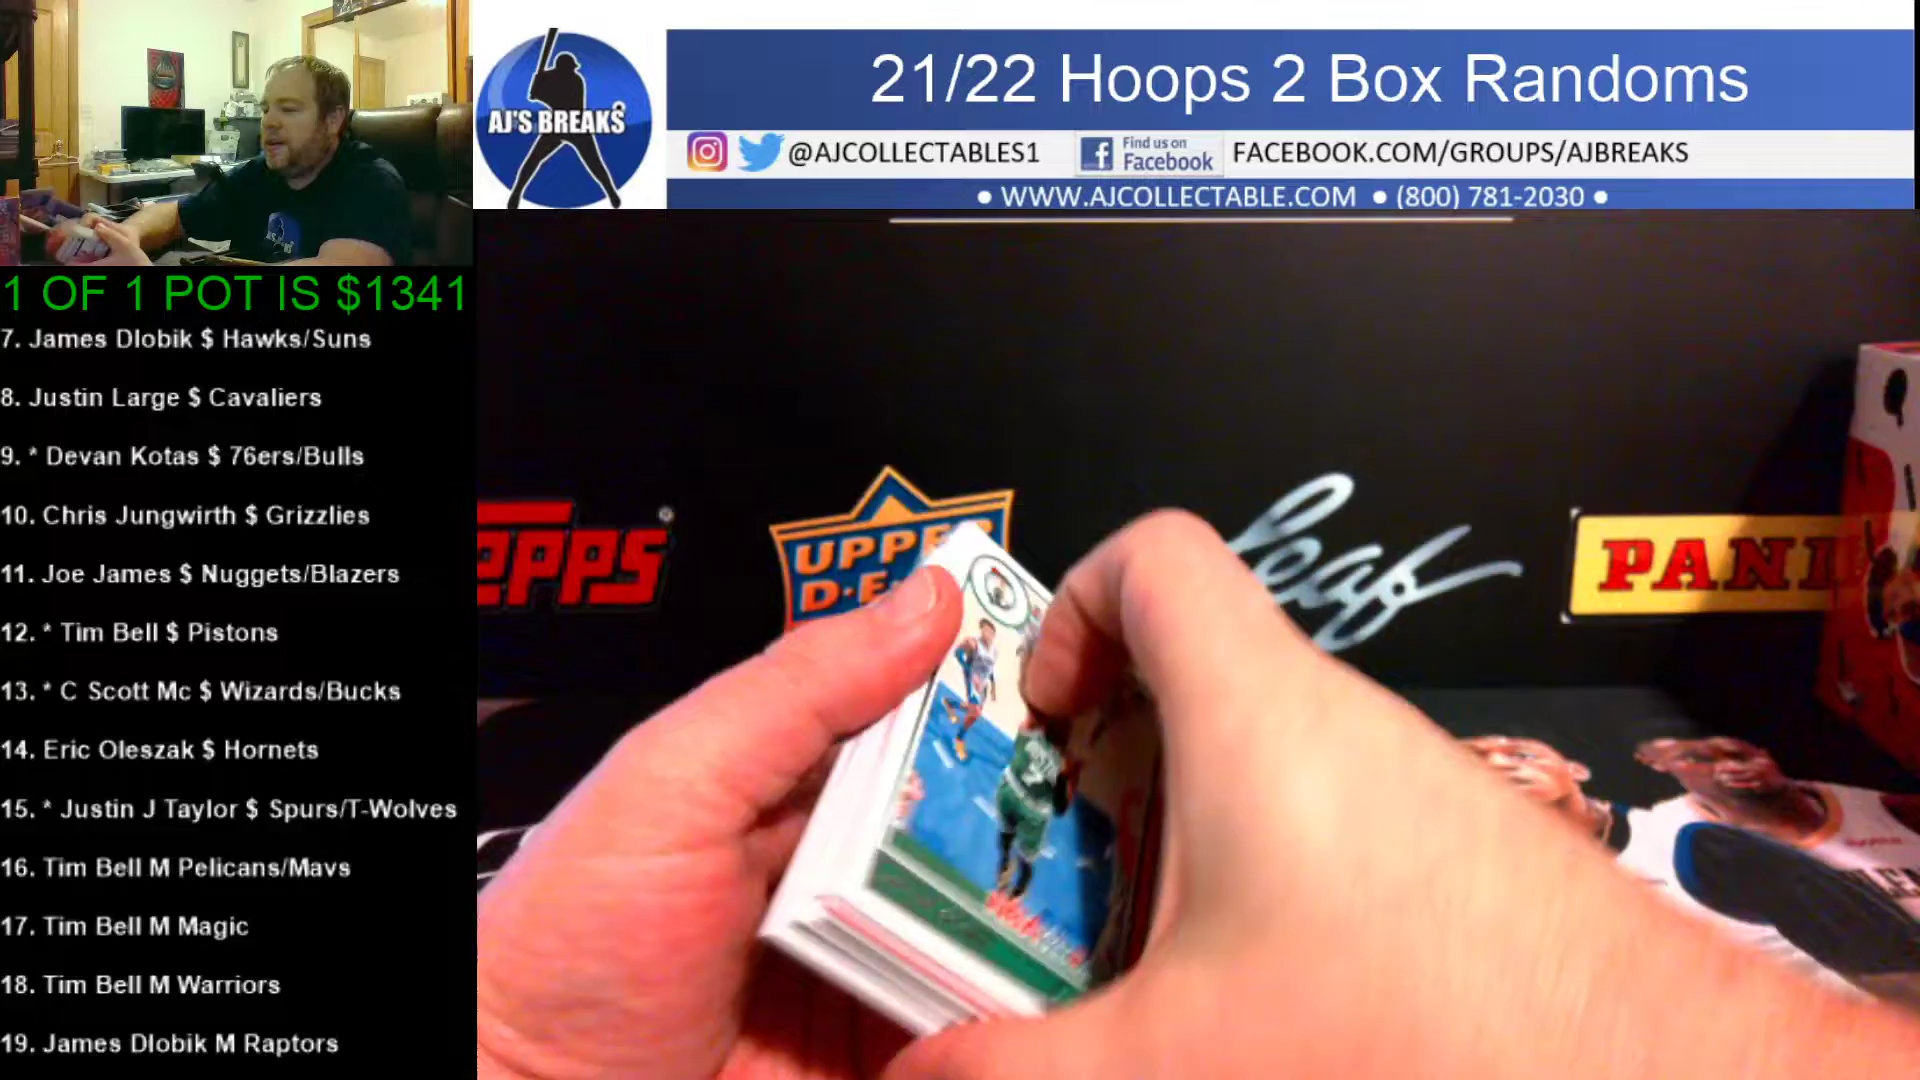 AJ'S BREAKS
21/22 Hoops 2 Box Randoms
@AJCOLLECTABLES1
Find us on
Facebook
FACEBOOK.COM/GROUPS/AJBREAKS
• WWW.AJCOLLECTABLE.COM • (800) 781-2030 •
1 OF 1 POT IS $1341
7. James Dlobik $ Hawks/Suns
8. Justin Large $ Cavaliers
9. * Devan Kotas $ 76ers/Bulls
10. Chris Jungwirth $ Grizzlies
11. Joe James $ Nuggets/Blazers
12. * Tim Bell $ Pistons
13. * C Scott Mc $ Wizards/Bucks
14. Eric Oleszak $ Hornets
15. * Justin J Taylor $ Spurs/T-Wolves
16. Tim Bell M Pelicans/Mavs
17. Tim Bell M Magic
18. Tim Bell M Warriors
19. James Dlobik M Raptors
EPPS
UPPE
D·E
leaf
PANI